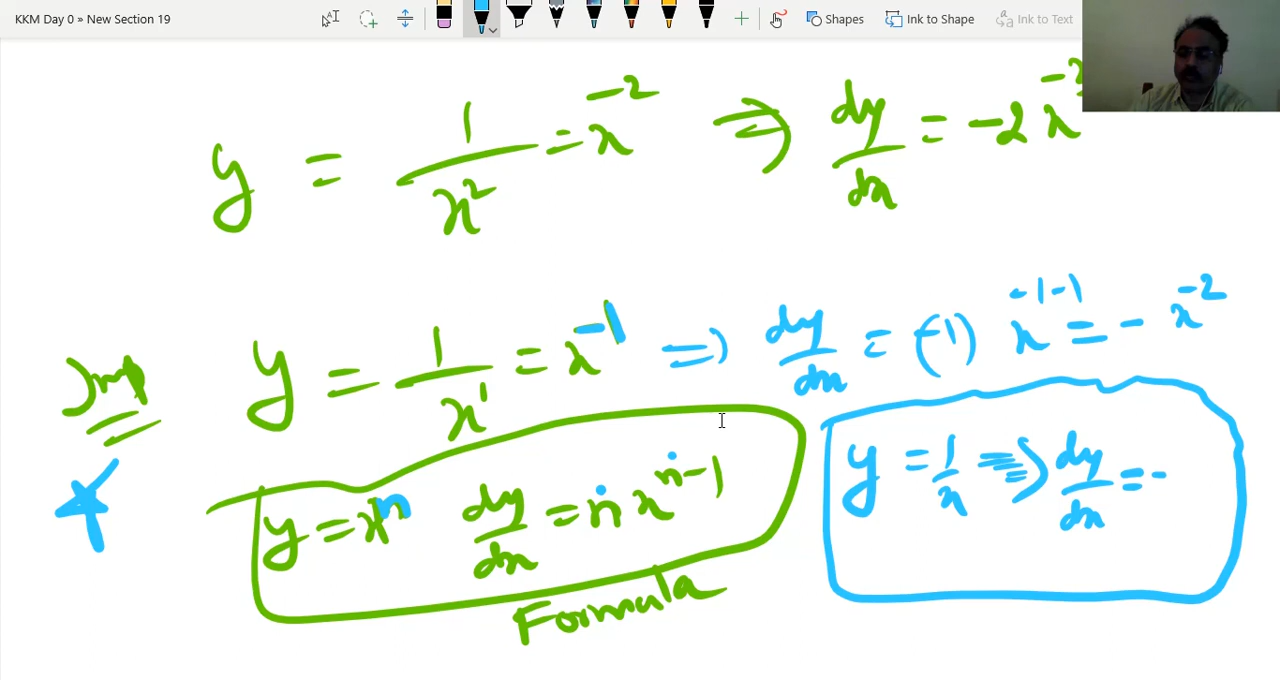 KKM Day 0 » New Section 19
Shapes Ink to Shape Ink to Text
y = 1/x² = x⁻² ⇒ dy/dx = -2x
Imp y = 1/x¹ = x⁻¹ ⇒ dy/dx = (-1) x⁻¹⁻¹ = - x⁻²
y = xⁿ dy/dx = n xⁿ⁻¹
Formula
y = 1/x ⇒ dy/dx = -